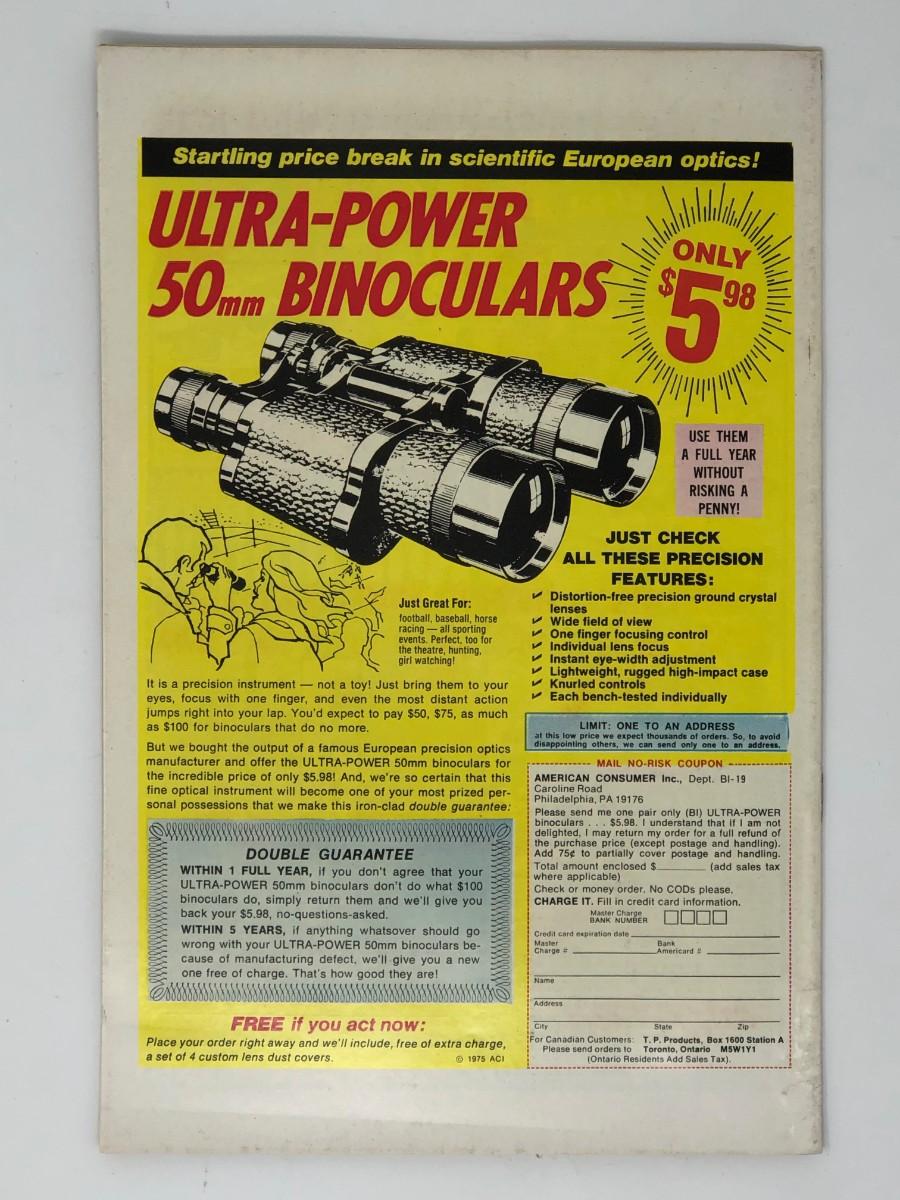 Startling price break in scientific European optics!
ULTRA-POWER
50mm BINOCULARS
ONLY
$5.98
USE THEM
A FULL YEAR
WITHOUT
RISKING A
PENNY!
JUST CHECK
ALL THESE PRECISION
FEATURES:
✔ Distortion-free precision ground crystal
lenses
✔ Wide field of view
✔ One finger focusing control
✔ Individual lens focus
✔ Instant eye-width adjustment
✔ Lightweight, rugged high-impact case
✔ Knurled controls
✔ Each bench-tested individually
Just Great For:
football, baseball, horse
racing — all sporting
events. Perfect, too for
the theatre, hunting,
girl watching!
It is a precision instrument — not a toy! Just bring them to your
eyes, focus with one finger, and even the most distant action
jumps right into your lap. You'd expect to pay $50, $75, as much
as $100 for binoculars that do no more.
But we bought the output of a famous European precision optics
manufacturer and offer the ULTRA-POWER 50mm binoculars for
the incredible price of only $5.98! And, we're so certain that this
fine optical instrument will become one of your most prized per-
sonal possessions that we make this iron-clad double guarantee:
DOUBLE GUARANTEE
WITHIN 1 FULL YEAR, if you don't agree that your
ULTRA-POWER 50mm binoculars don't do what $100
binoculars do, simply return them and we'll give you
back your $5.98, no-questions-asked.
WITHIN 5 YEARS, if anything whatsover should go
wrong with your ULTRA-POWER 50mm binoculars be-
cause of manufacturing defect, we'll give you a new
one free of charge. That's how good they are!
FREE if you act now:
Place your order right away and we'll include, free of extra charge,
a set of 4 custom lens dust covers.
© 1975 ACI
LIMIT: ONE TO AN ADDRESS
at this low price we expect thousands of orders. So, to avoid
disappointing others, we can send only one to an address.
MAIL NO-RISK COUPON
AMERICAN CONSUMER Inc., Dept. BI-19
Caroline Road
Philadelphia, PA 19176
Please send me one pair only (BI) ULTRA-POWER
binoculars . . . $5.98. I understand that if I am not
delighted, I may return my order for a full refund of
the purchase price (except postage and handling).
Add 75¢ to partially cover postage and handling.
Total amount enclosed $________ (add sales tax
where applicable)
Check or money order. No CODs please.
CHARGE IT. Fill in credit card information.
Master Charge
BANK NUMBER
Credit card expiration date
Master Bank
Charge # Americard #
Name
Address
City State Zip
For Canadian Customers: T. P. Products, Box 1600 Station A
Please send orders to Toronto, Ontario M5W1Y1
(Ontario Residents Add Sales Tax).